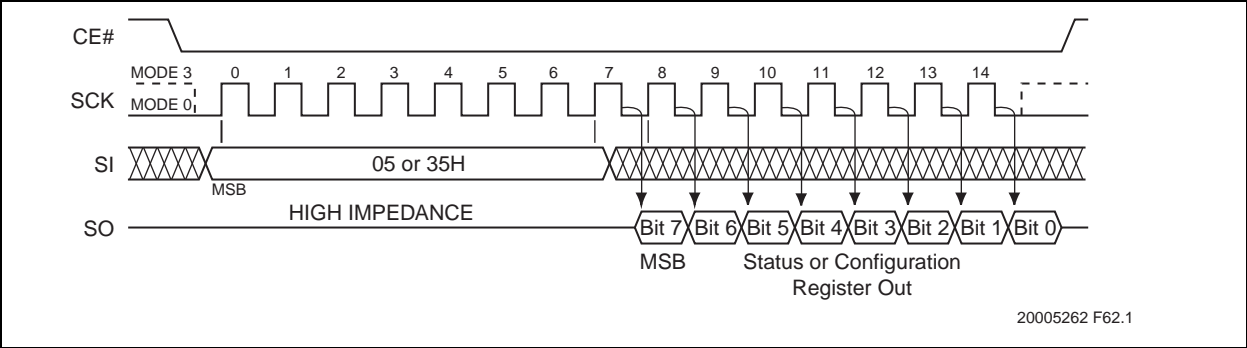 CE#
MODE 3 0 1 2 3 4 5 6 7 8 9 10 11 12 13 14
SCK MODE 0
SI 05 or 35H
MSB
HIGH IMPEDANCE
SO Bit 7 Bit 6 Bit 5 Bit 4 Bit 3 Bit 2 Bit 1 Bit 0
MSB Status or Configuration
Register Out
20005262 F62.1